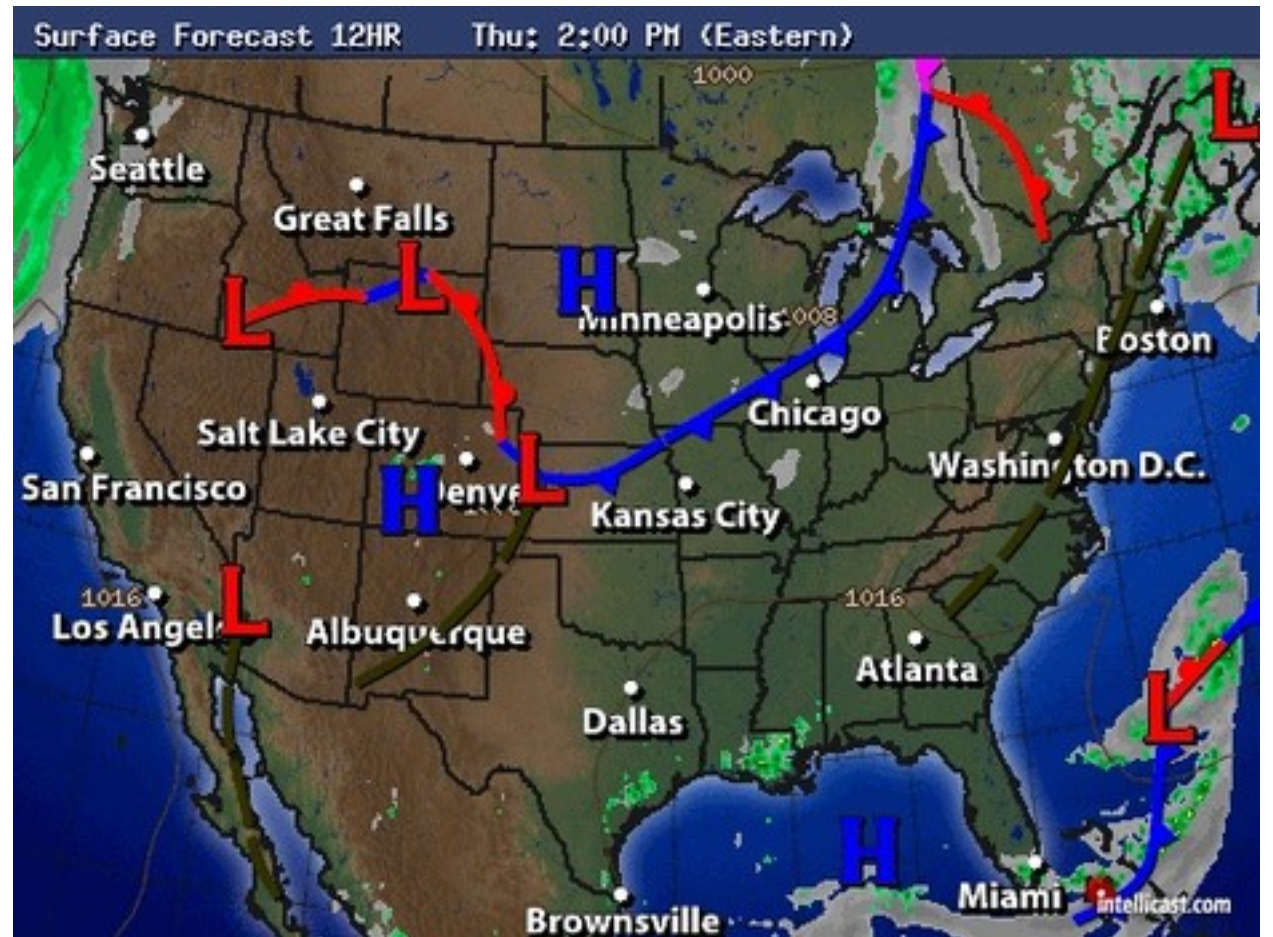 Surface Forecast 12HR Thu: 2:00 PM (Eastern)
1000
L
Seattle
Great Falls
L
H
L
Minneapolis
1008
Boston
Chicago
Salt Lake City
L
Washington D.C.
San Francisco
H
Denve
Kansas City
L
1016
1016
Los Angel
Albuquerque
Atlanta
L
Dallas
H
Miami
intellicast.com
Brownsville